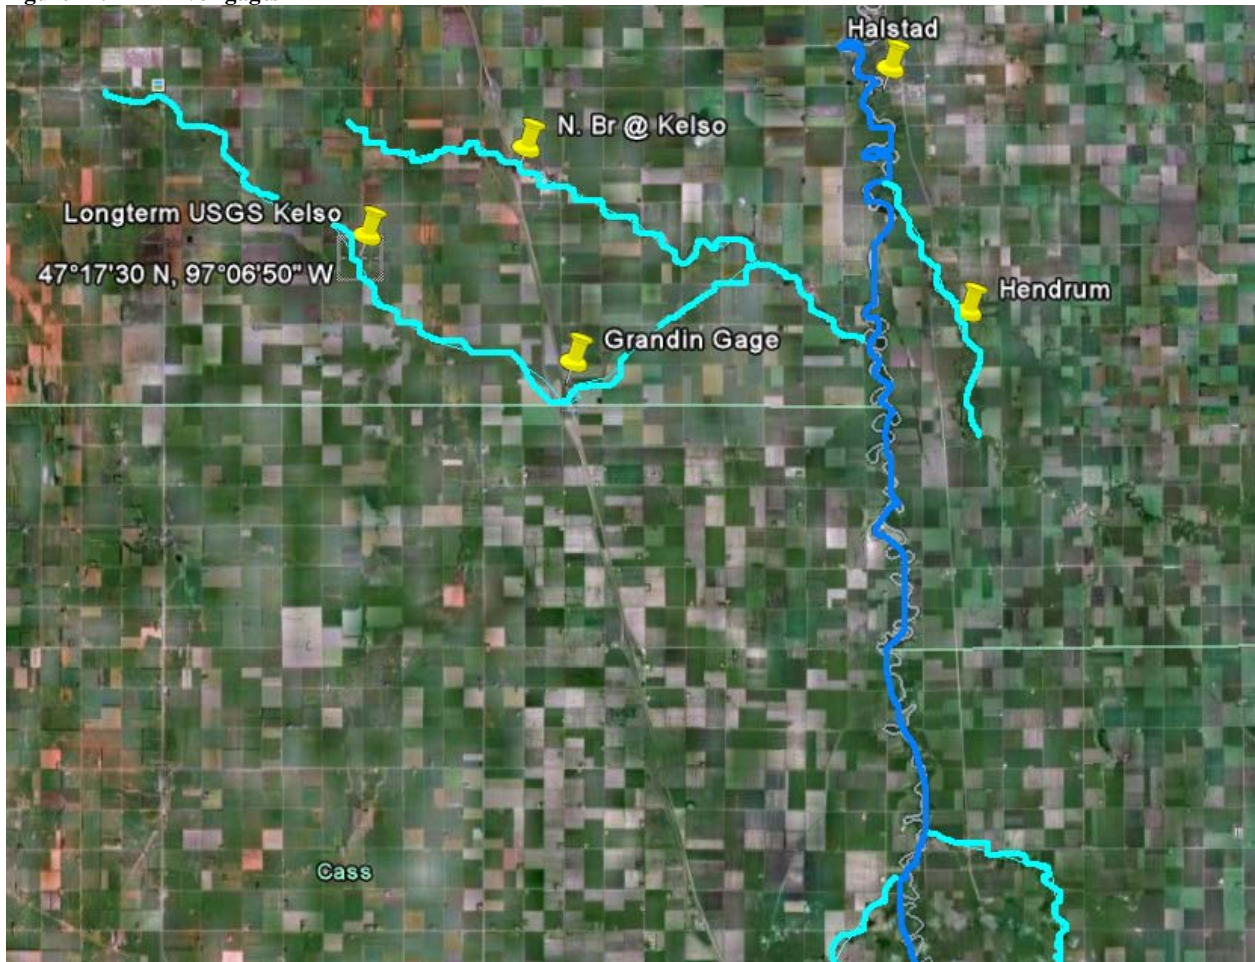 Halstad
N. Br @ Kelso
Longterm USGS Kelso
47°17'30 N, 97°06'50" W
Hendrum
Grandin Gage
Cass